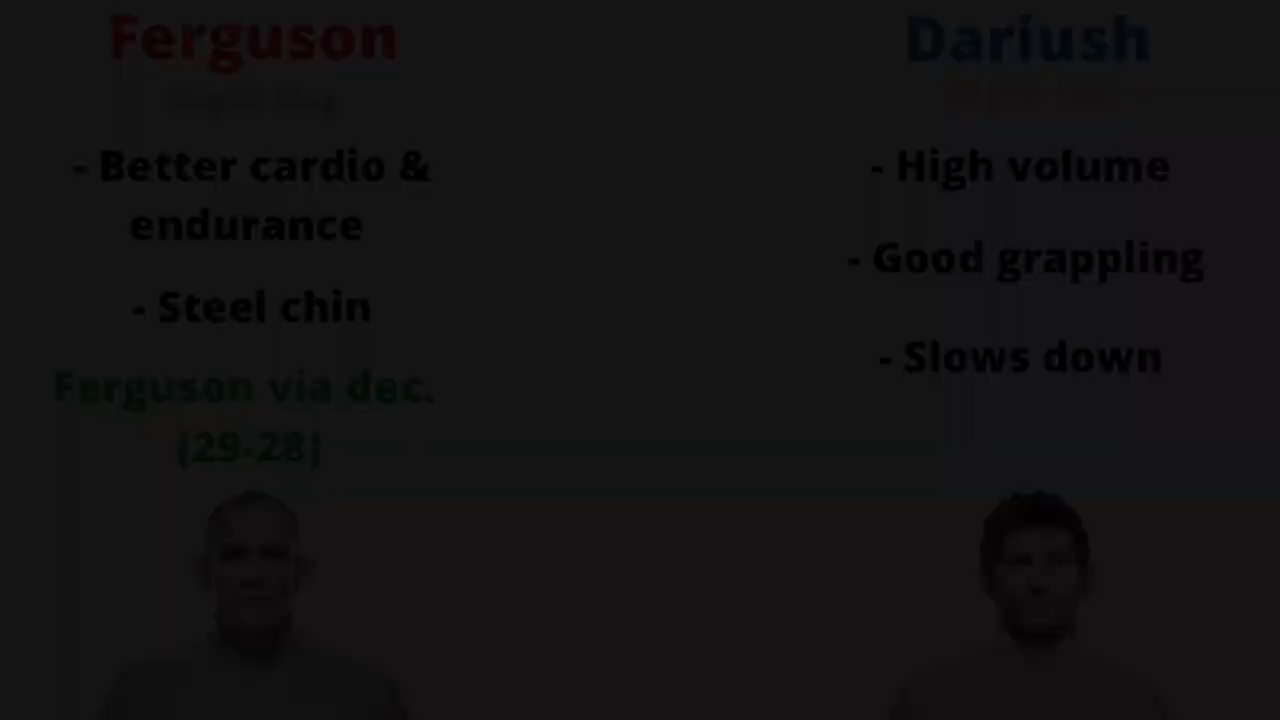 Ferguson
Dariush
- Better cardio &
endurance
- Steel chin
Ferguson via dec.
(29-28)
- High volume
- Good grappling
- Slows down